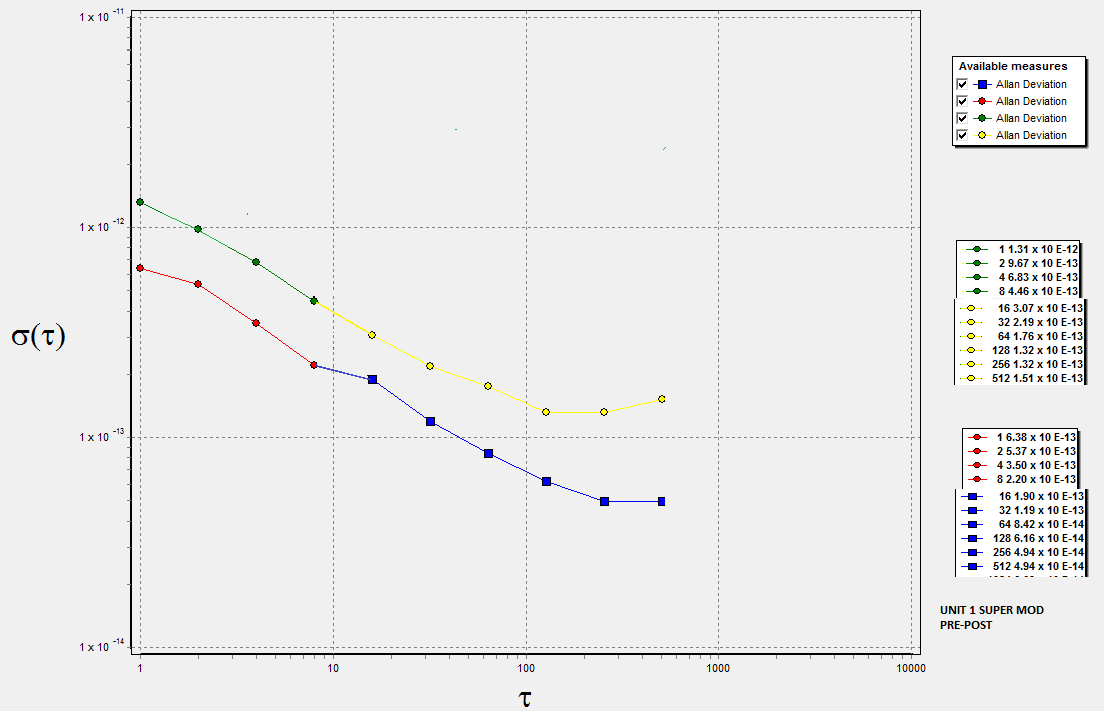 1 x 10 -11
1 x 10 -12
1 x 10 -13
1 x 10 -14
σ(τ)
1 10 100 1000 10000
τ
Available measures
Allan Deviation
Allan Deviation
Allan Deviation
Allan Deviation
1 1.31 x 10 E-12
2 9.67 x 10 E-13
4 6.83 x 10 E-13
8 4.46 x 10 E-13
16 3.07 x 10 E-13
32 2.19 x 10 E-13
64 1.76 x 10 E-13
128 1.32 x 10 E-13
256 1.32 x 10 E-13
512 1.51 x 10 E-13
1 6.38 x 10 E-13
2 5.37 x 10 E-13
4 3.50 x 10 E-13
8 2.20 x 10 E-13
16 1.90 x 10 E-13
32 1.19 x 10 E-13
64 8.42 x 10 E-14
128 6.16 x 10 E-14
256 4.94 x 10 E-14
512 4.94 x 10 E-14
UNIT 1 SUPER MOD
PRE-POST